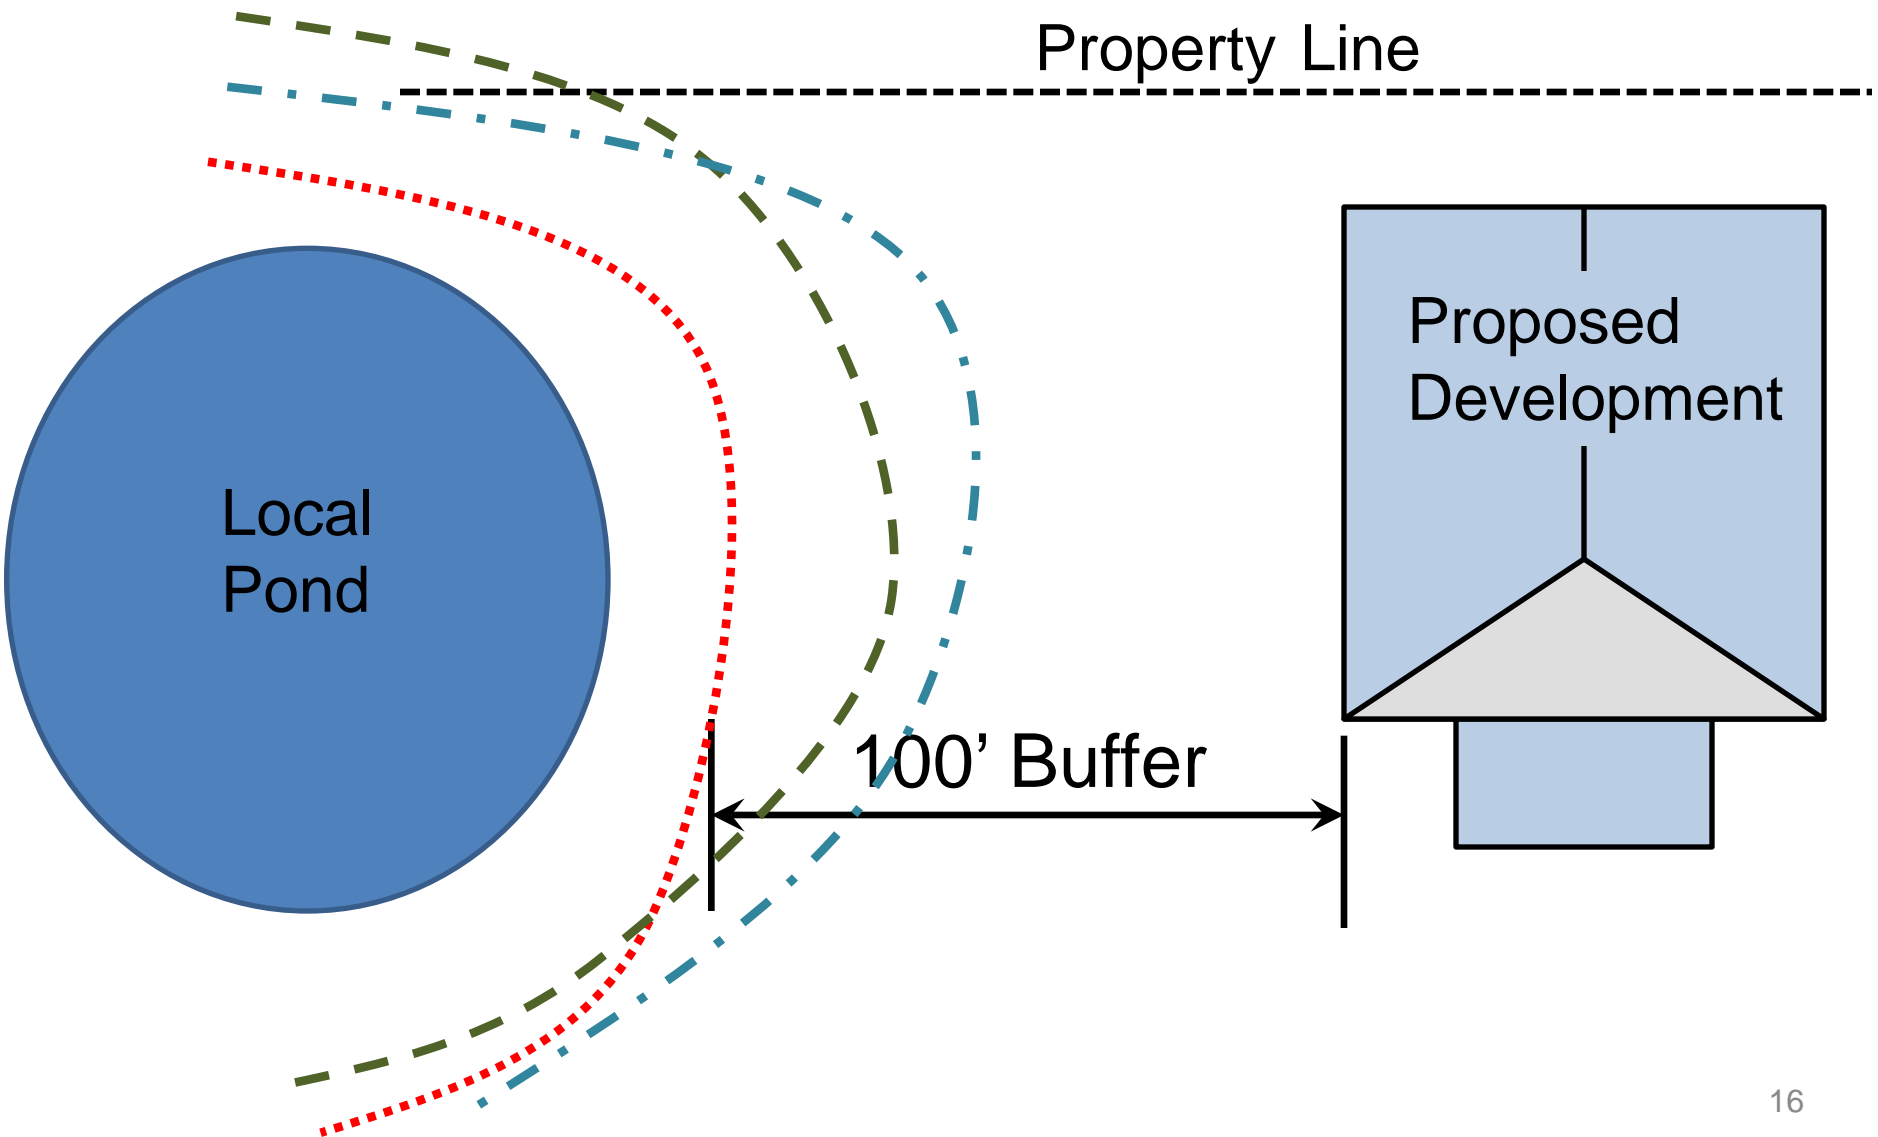 Property Line
Proposed
Development
Local
Pond
100’ Buffer
16